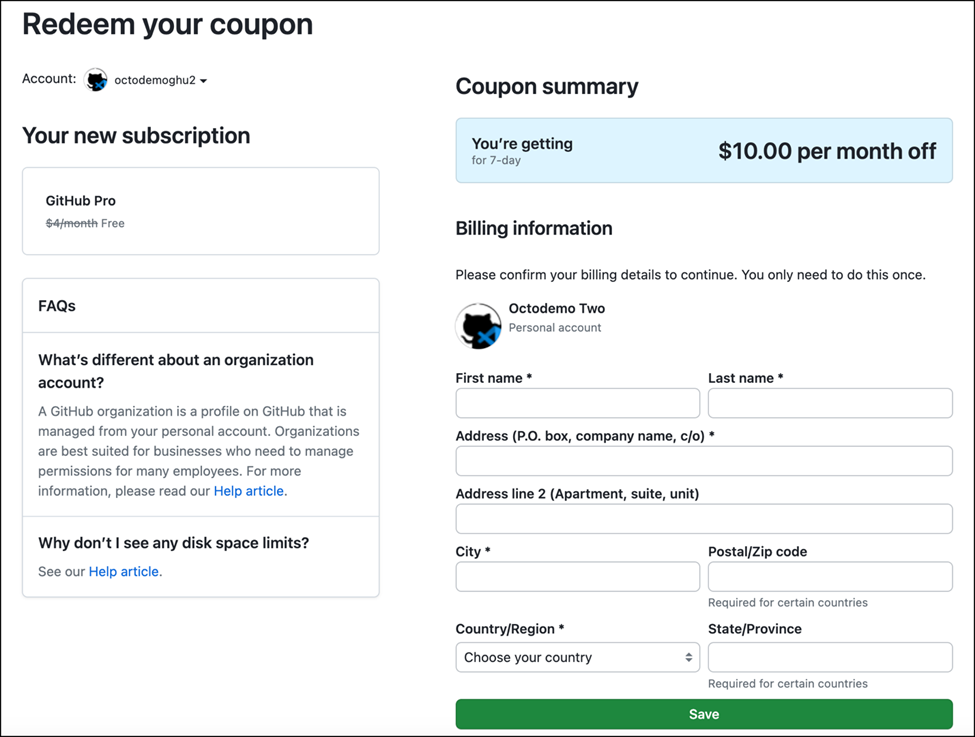 Redeem your coupon
Account: octodemoghu2
Your new subscription
GitHub Pro
$4/month Free
FAQs
What's different about an organization
account?
A GitHub organization is a profile on GitHub that is
managed from your personal account. Organizations
are best suited for businesses who need to manage
permissions for many employees. For more
information, please read our Help article.
Why don't I see any disk space limits?
See our Help article.
Coupon summary
You're getting
for 7-day
$10.00 per month off
Billing information
Please confirm your billing details to continue. You only need to do this once.
Octodemo Two
Personal account
First name *
Last name *
Address (P.O. box, company name, c/o) *
Address line 2 (Apartment, suite, unit)
City *
Postal/Zip code
Required for certain countries
Country/Region *
Choose your country
State/Province
Required for certain countries
Save